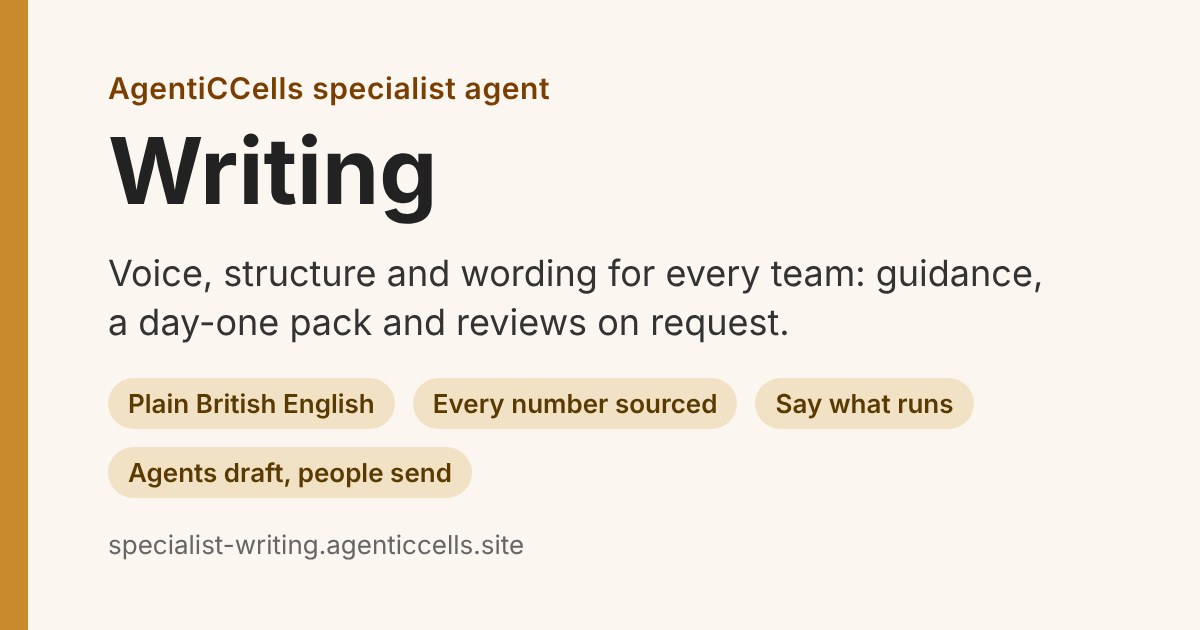 AgentiCCells specialist agent
Writing
Voice, structure and wording for every team: guidance,
a day-one pack and reviews on request.
Plain British English
Every number sourced
Say what runs
Agents draft, people send
specialist-writing.agenticcells.site